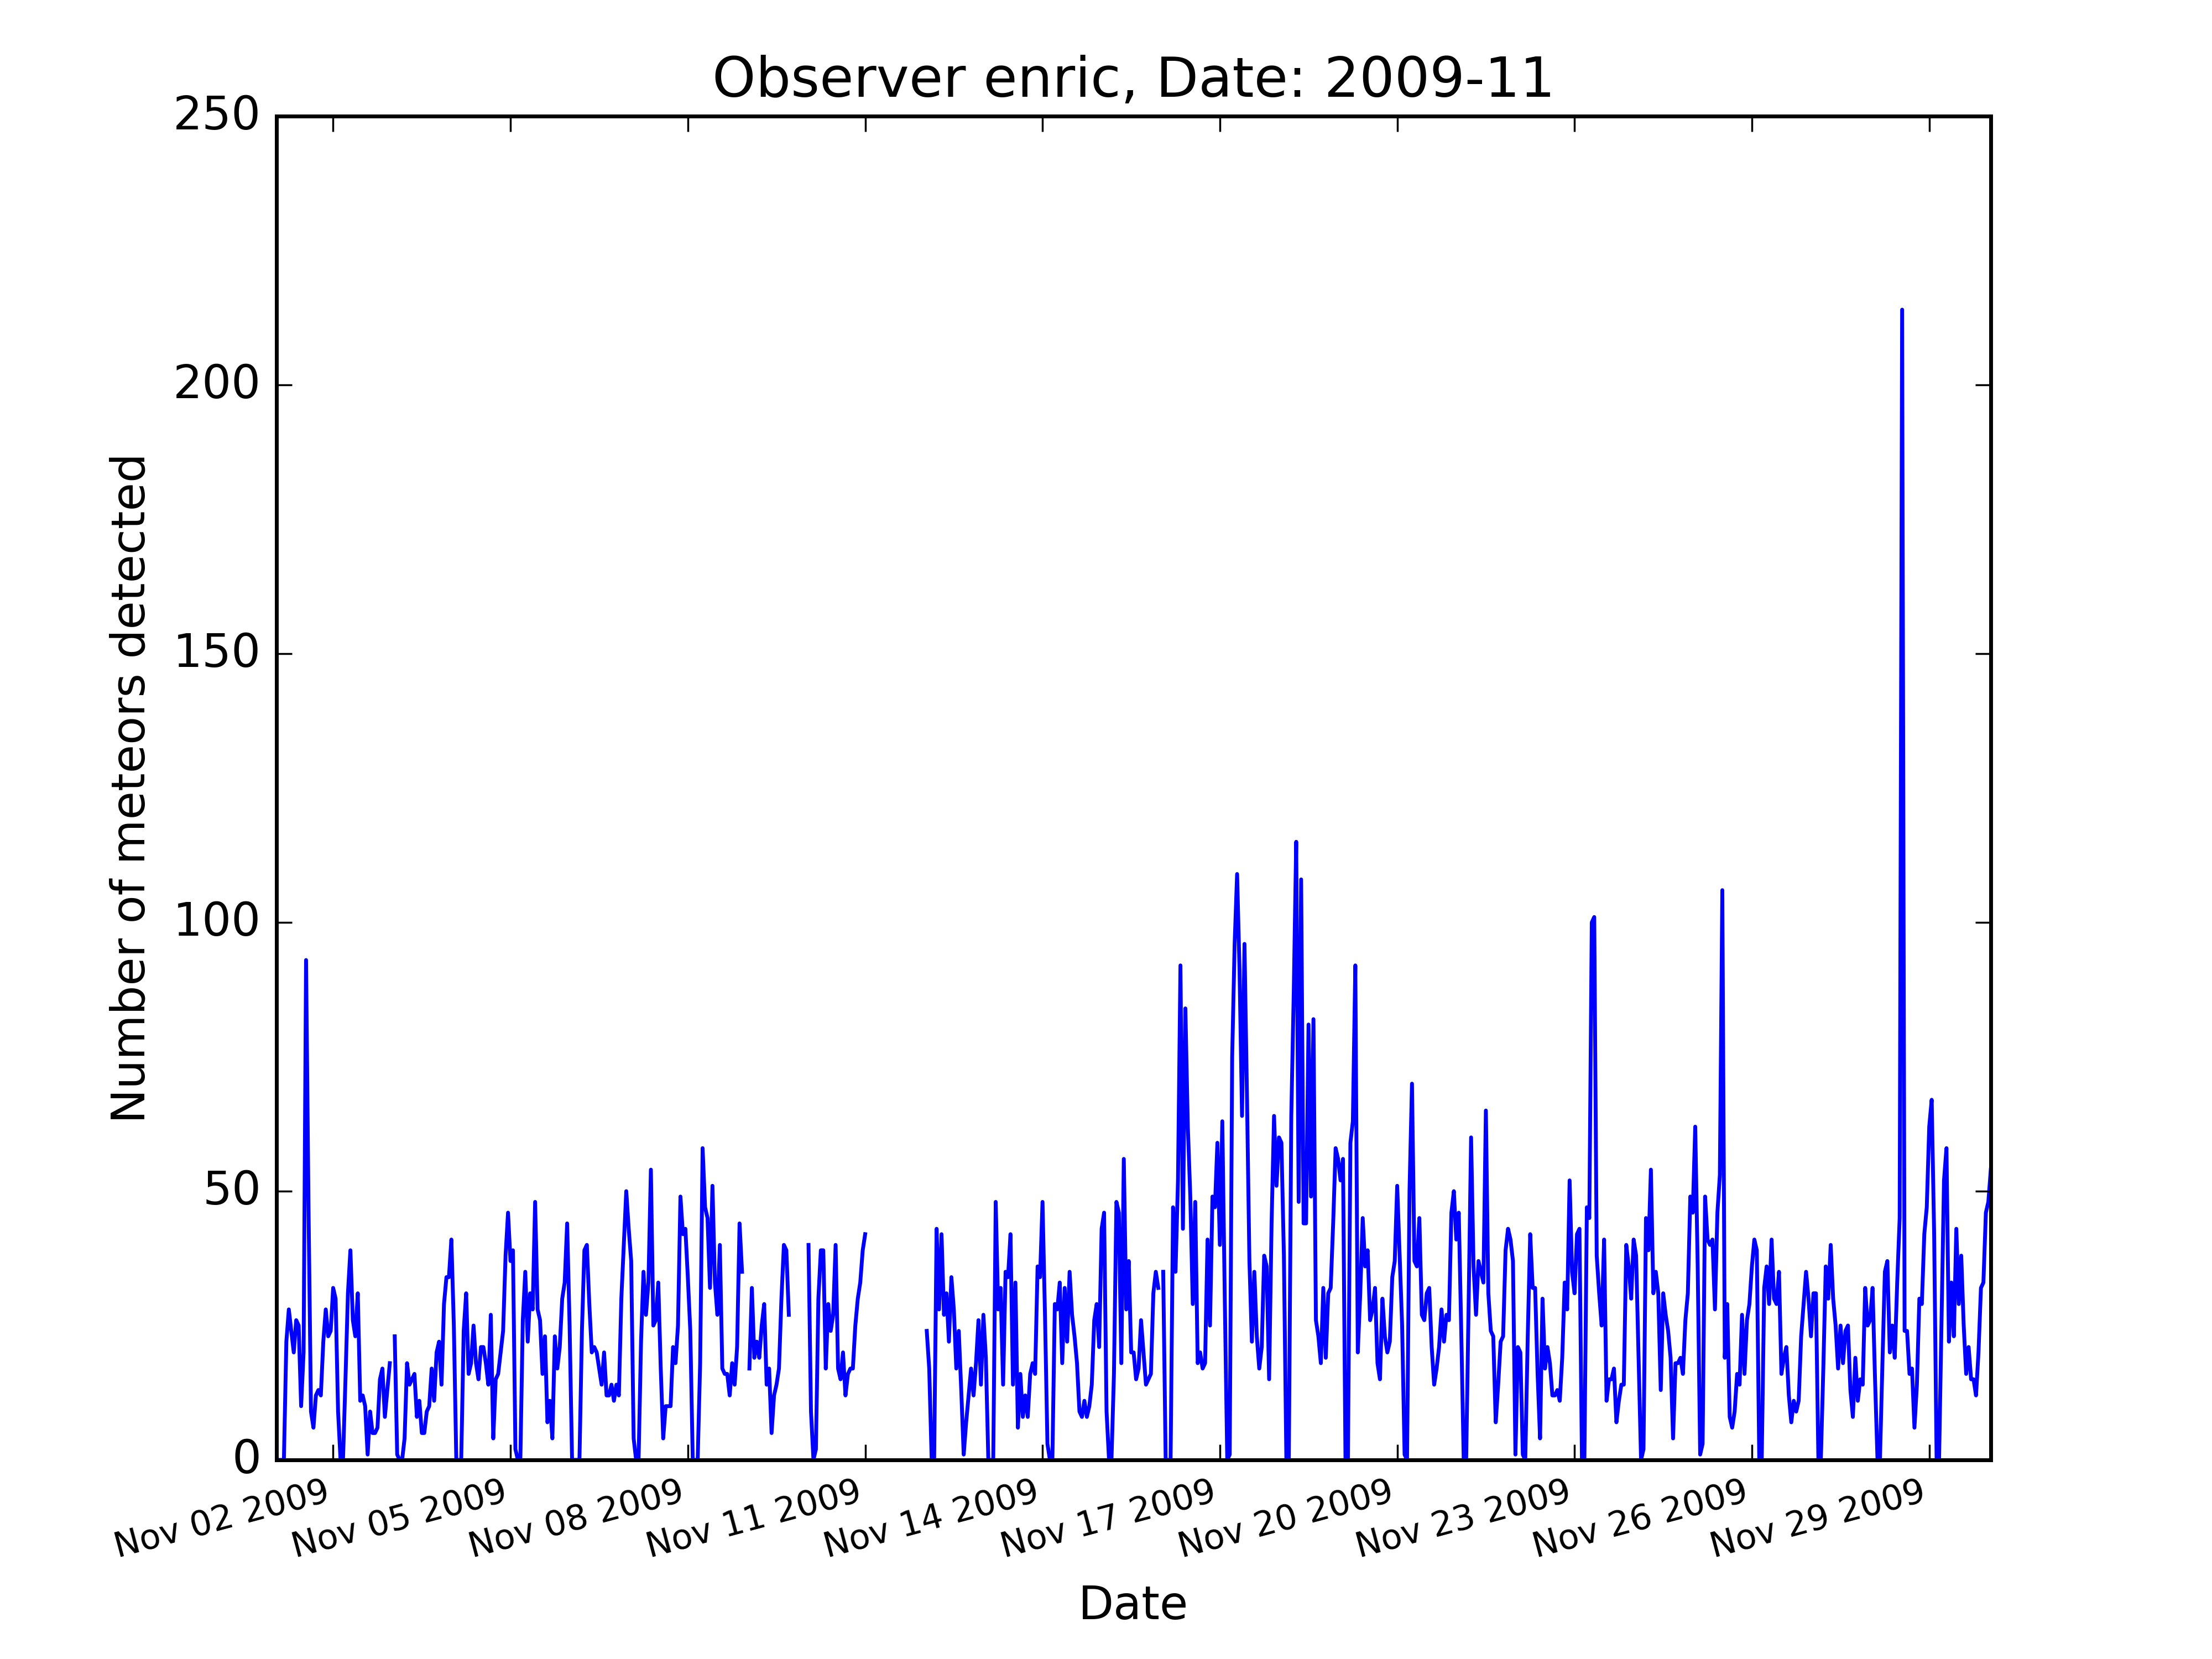 Observer enric, Date: 2009-11
250
200
150
100
50
0
Number of meteors detected
Nov 02 2009
Nov 05 2009
Nov 08 2009
Nov 11 2009
Nov 14 2009
Nov 17 2009
Nov 20 2009
Nov 23 2009
Nov 26 2009
Nov 29 2009
Date